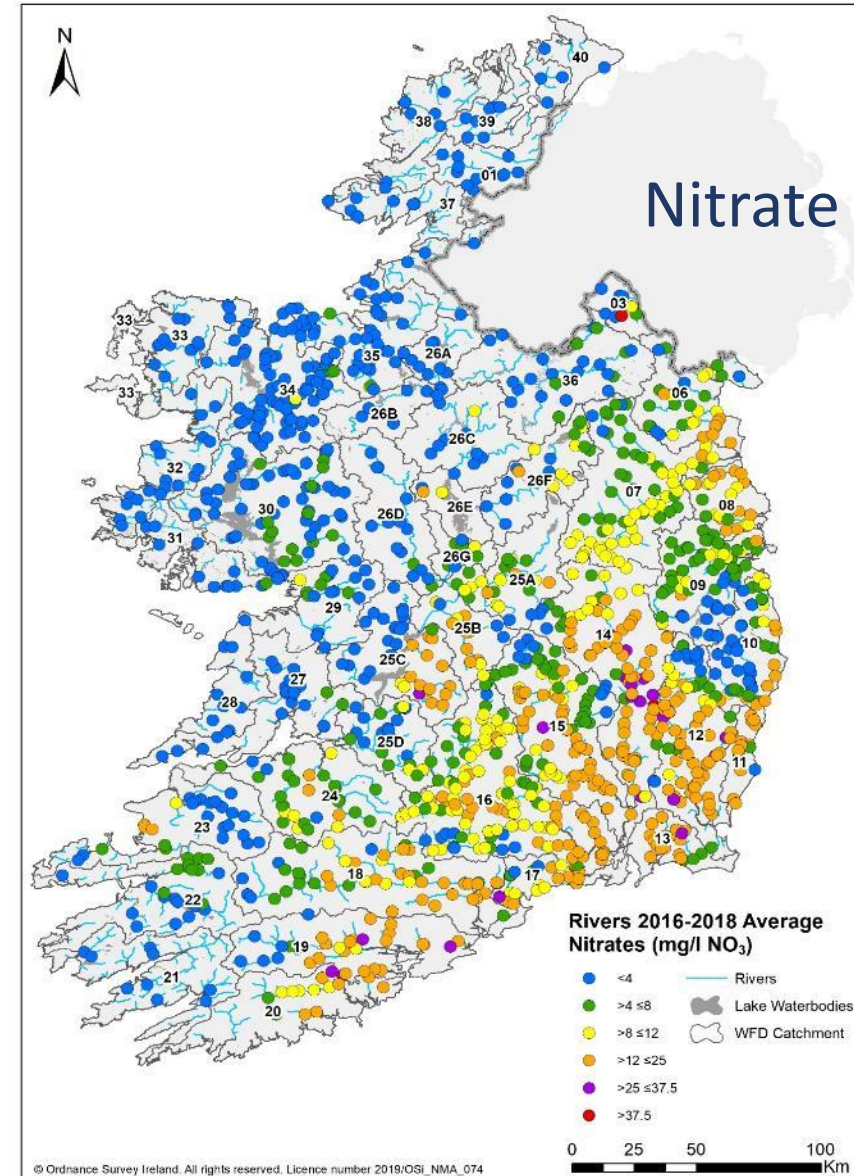 N
40
38
39
01
37
Nitrate
03
33
33
33
35
26A
34
36
06
26B
26C
32
07
26F
08
30
26E
26D
31
26G
09
25A
29
14
10
25B
25C
27
28
15
12
25D
11
24
16
23
13
18
17
22
19
21
20
Rivers 2016-2018 Average
Nitrates (mg/l NO₃)
<4
Rivers
>4 ≤8
Lake Waterbodies
>8 ≤12
WFD Catchment
>12 ≤25
>25 ≤37.5
>37.5
0 25 50 100
Km
© Ordnance Survey Ireland. All rights reserved. Licence number 2019/OSi_NMA_074